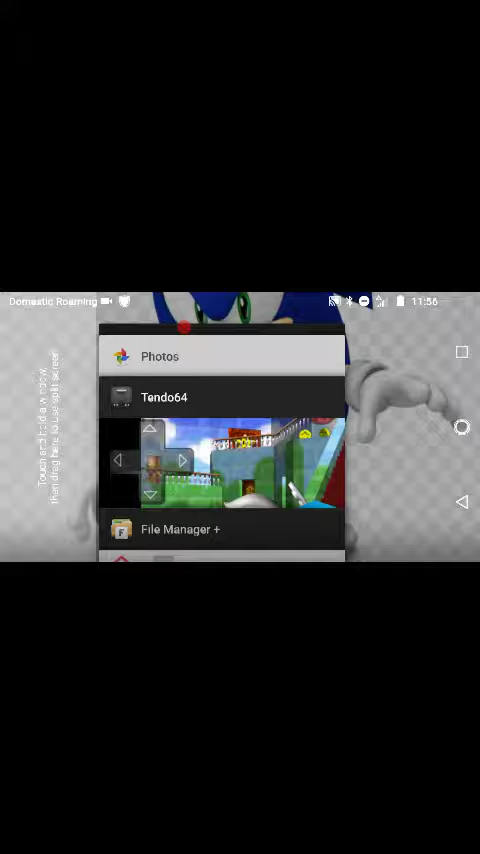 Domestic Roaming
11:56
Touch and hold a window,
then drag here to use split screen
Photos
Tendo64
File Manager +